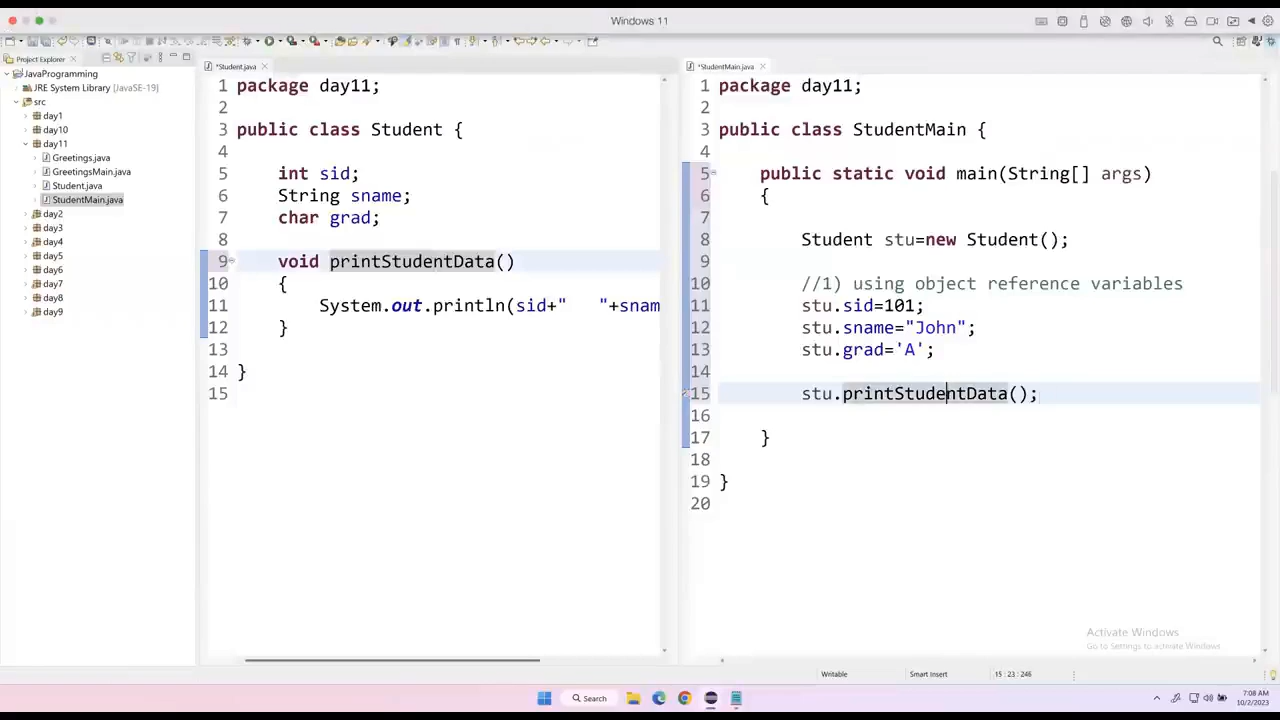 Windows 11
Project Explorer
JavaProgramming
JRE System Library [JavaSE-19]
src
day1
day10
day11
Greetings.java
GreetingsMain.java
Student.java
StudentMain.java
day2
day3
day4
day5
day6
day7
day8
day9
*Student.java
1 package day11;
2
3 public class Student {
4
5 int sid;
6 String sname;
7 char grad;
8
9 void printStudentData()
10 {
11 System.out.println(sid+"   "+snam
12 }
13
14 }
15
*StudentMain.java
1 package day11;
2
3 public class StudentMain {
4
5 public static void main(String[] args)
6 {
7
8 Student stu=new Student();
9
10 //1) using object reference variables
11 stu.sid=101;
12 stu.sname="John";
13 stu.grad='A';
14
15 stu.printStudentData();
16
17 }
18
19 }
20
Activate Windows
Go to Settings to activate Windows.
Writable
Smart Insert
15 : 23 : 246
Search
7:08 AM
10/2/2023